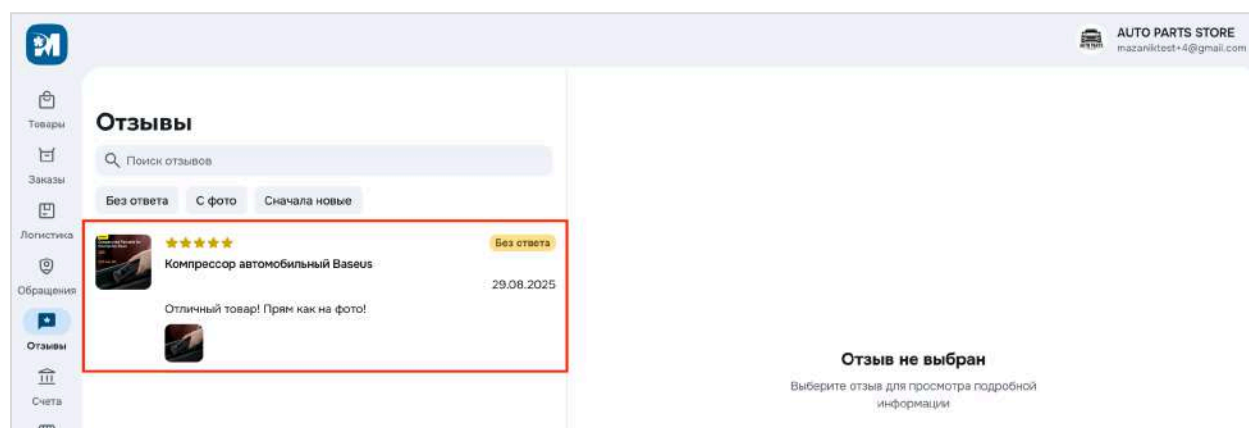 AUTO PARTS STORE
mazaniktest+4@gmail.com
Товары
Заказы
Логистика
Обращения
Отзывы
Счета
Отзывы
Поиск отзывов
Без ответа
С фото
Сначала новые
Без ответа
Компрессор автомобильный Baseus
29.08.2025
Отличный товар! Прям как на фото!
Отзыв не выбран
Выберите отзыв для просмотра подробной
информации